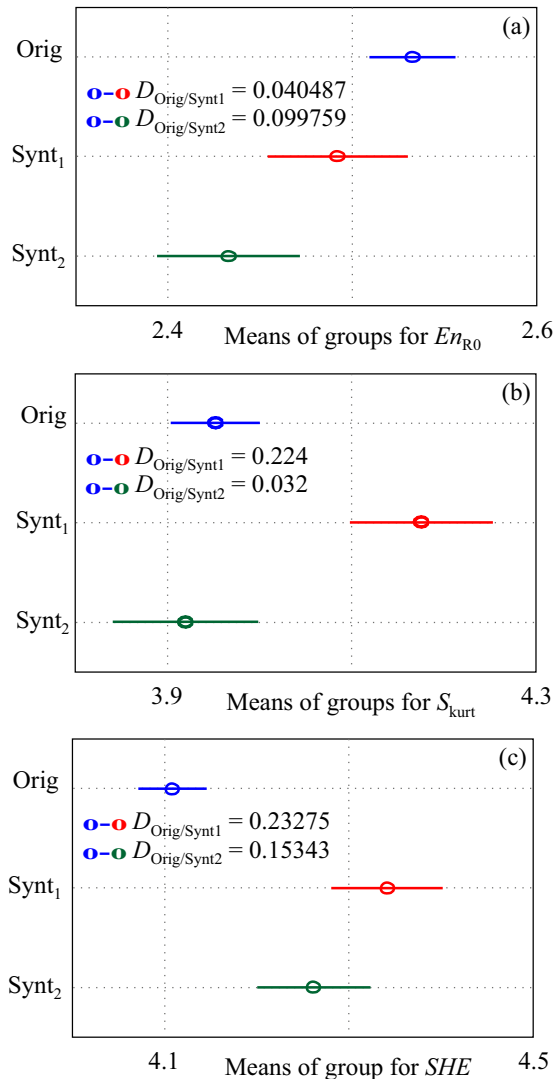 (a)
Orig
D_Orig/Synt1 = 0.040487
D_Orig/Synt2 = 0.099759
Synt₁
Synt₂
2.4 Means of groups for En_R0 2.6
(b)
Orig
D_Orig/Synt1 = 0.224
D_Orig/Synt2 = 0.032
Synt₁
Synt₂
3.9 Means of groups for S_kurt 4.3
(c)
Orig
D_Orig/Synt1 = 0.23275
D_Orig/Synt2 = 0.15343
Synt₁
Synt₂
4.1 Means of group for SHE 4.5